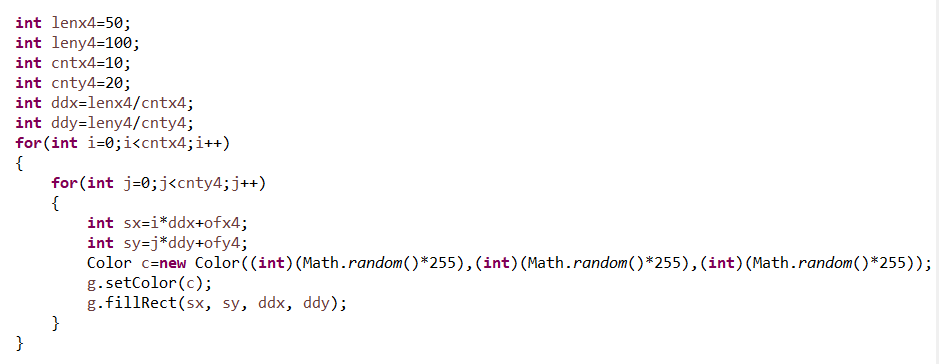 int lenx4=50;
int leny4=100;
int cntx4=10;
int cnty4=20;
int ddx=lenx4/cntx4;
int ddy=leny4/cnty4;
for(int i=0;i<cntx4;i++)
{
    for(int j=0;j<cnty4;j++)
    {
        int sx=i*ddx+ofx4;
        int sy=j*ddy+ofy4;
        Color c=new Color((int)(Math.random()*255),(int)(Math.random()*255),(int)(Math.random()*255));
        g.setColor(c);
        g.fillRect(sx, sy, ddx, ddy);
    }
}